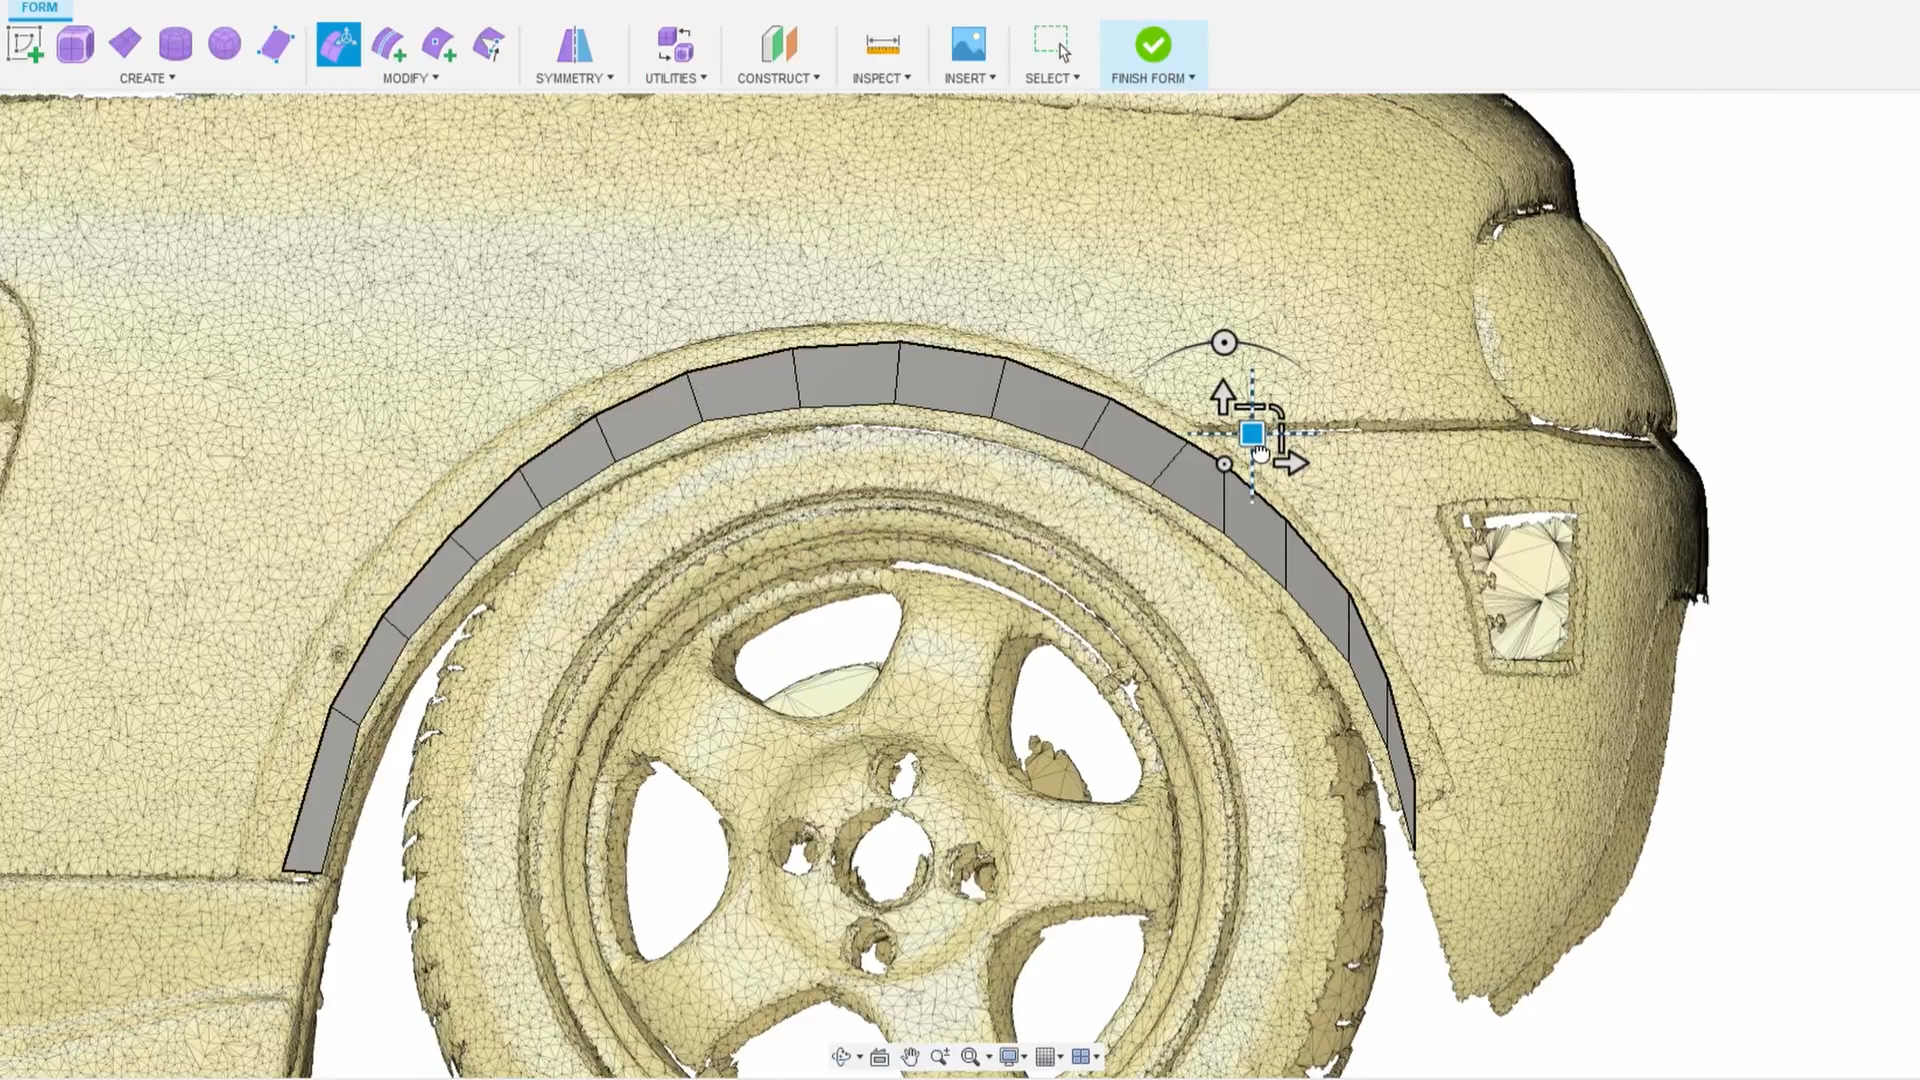 FORM
CREATE
MODIFY
SYMMETRY
UTILITIES
CONSTRUCT
INSPECT
INSERT
SELECT
FINISH FORM